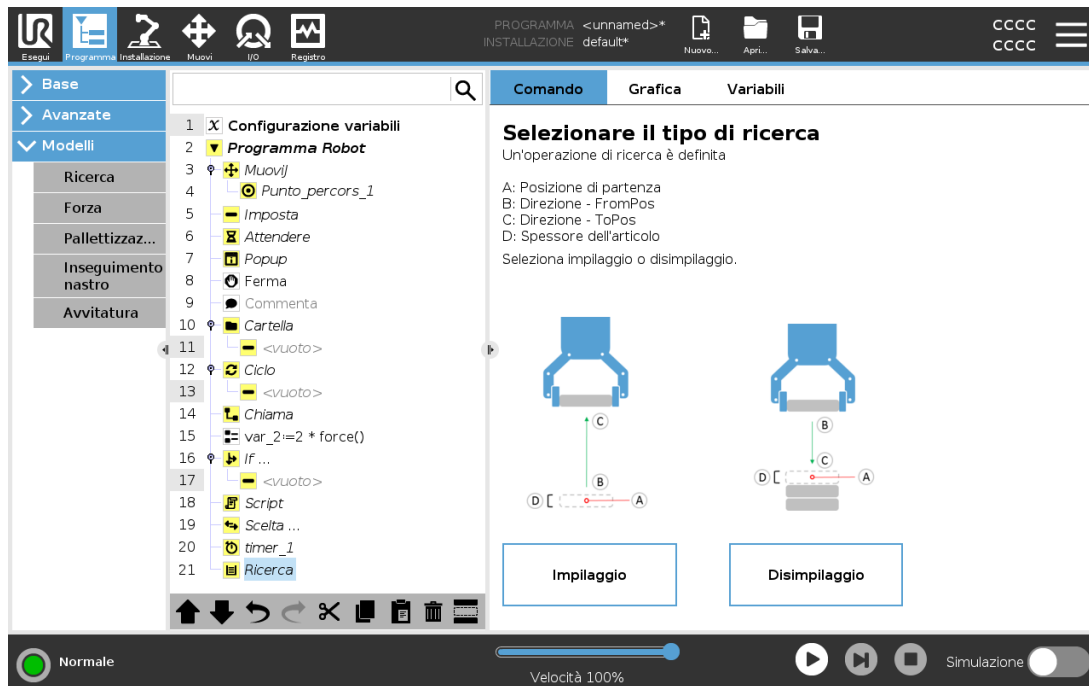 UR
Esegui
Programma
Installazione
Muovi
I/O
Registro
PROGRAMMA <unnamed>*
INSTALLAZIONE default*
Nuovo...
Apri...
Salva...
CCCC
CCCC
Base
Avanzate
Modelli
Ricerca
Forza
Pallettizzaz...
Inseguimento
nastro
Avvitatura
1 X Configurazione variabili
2 Programma Robot
3 MuoviJ
4 Punto_percors_1
5 Imposta
6 Attendere
7 Popup
8 Ferma
9 Commenta
10 Cartella
11 <vuoto>
12 Ciclo
13 <vuoto>
14 Chiama
15 var_2:=2 * force()
16 If ...
17 <vuoto>
18 Script
19 Scelta ...
20 timer_1
21 Ricerca
Comando
Grafica
Variabili
Selezionare il tipo di ricerca
Un'operazione di ricerca è definita
A: Posizione di partenza
B: Direzione - FromPos
C: Direzione - ToPos
D: Spessore dell'articolo
Seleziona impilaggio o disimpilaggio.
C
B
D
A
B
C
D
A
Impilaggio
Disimpilaggio
Normale
Velocità 100%
Simulazione